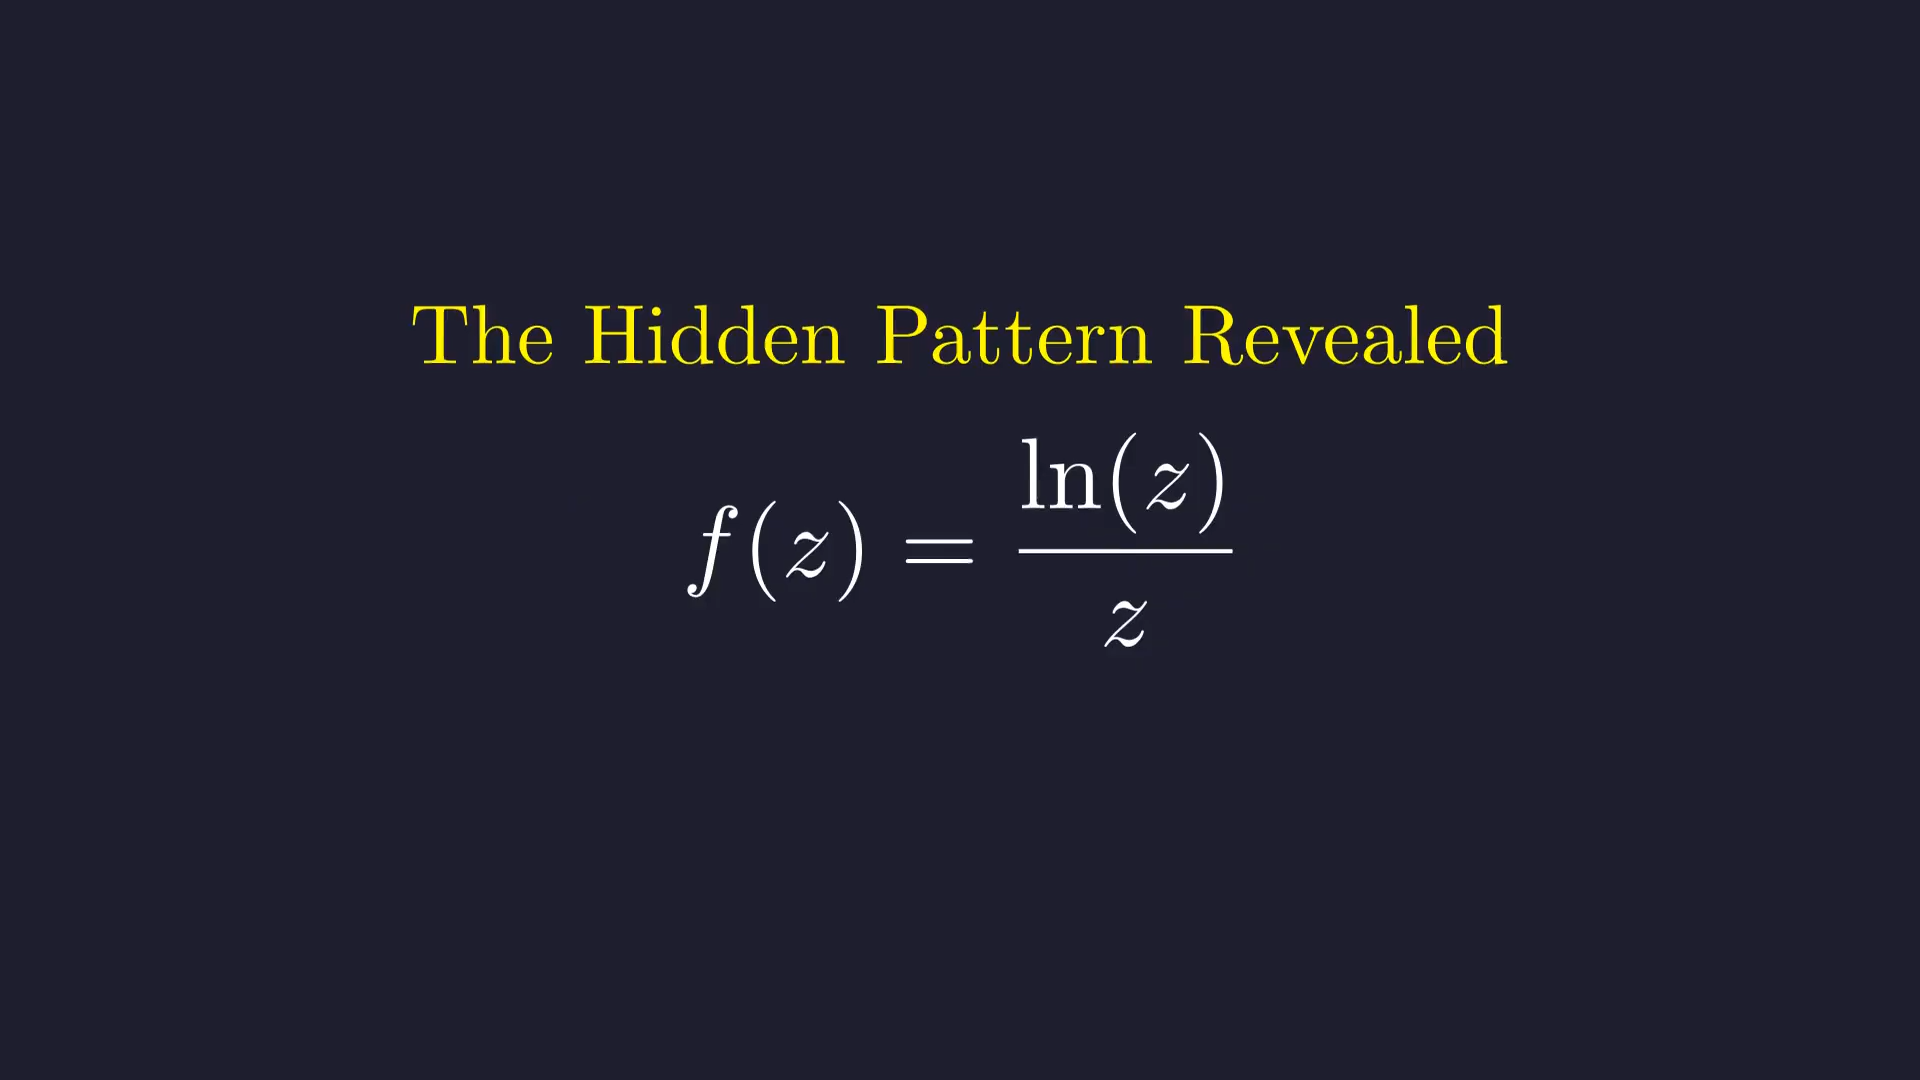 The Hidden Pattern Revealed
f(z) = ln(z) / z